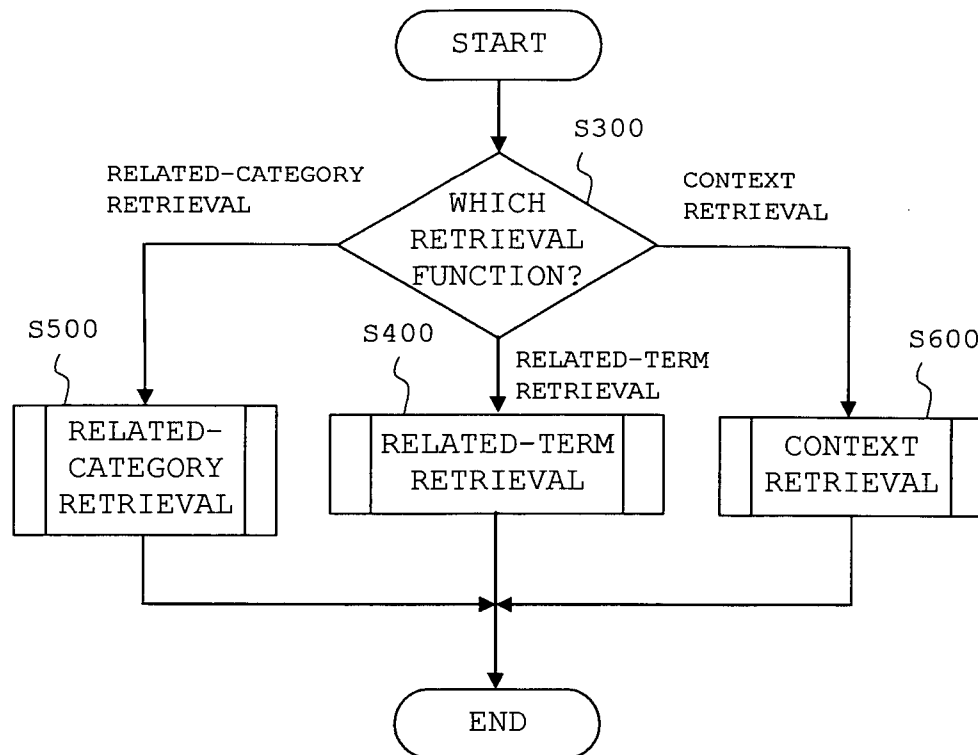 START
S300
RELATED-CATEGORY
RETRIEVAL
WHICH
RETRIEVAL
FUNCTION?
CONTEXT
RETRIEVAL
S500
S400
RELATED-TERM
RETRIEVAL
S600
RELATED-
CATEGORY
RETRIEVAL
RELATED-TERM
RETRIEVAL
CONTEXT
RETRIEVAL
END